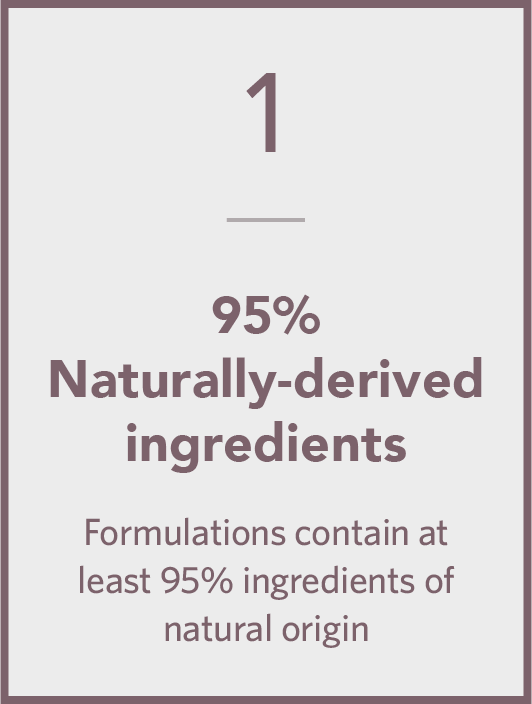 1
95%
Naturally-derived
ingredients
Formulations contain at
least 95% ingredients of
natural origin